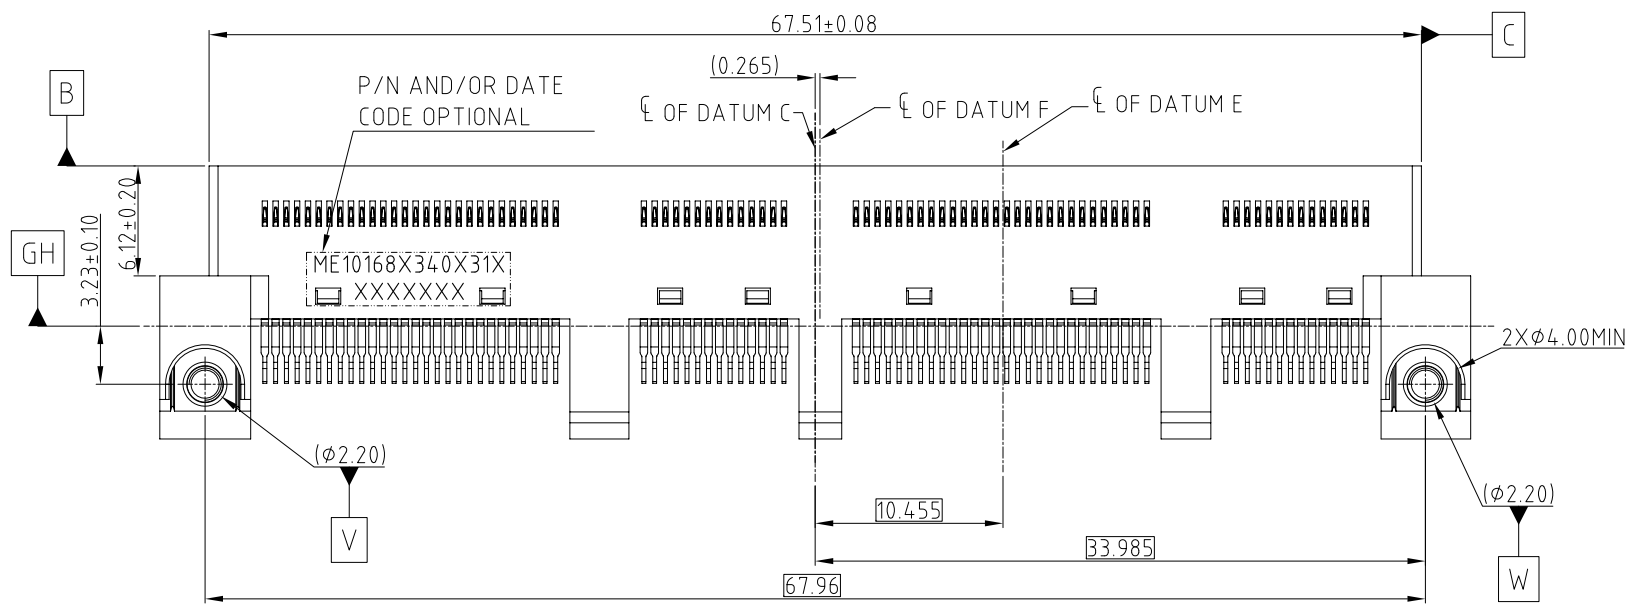 67.51±0.08
C
(0.265)
P/N AND/OR DATE
CODE OPTIONAL
B
℄ OF DATUM C
℄ OF DATUM F
℄ OF DATUM E
6.12±0.20
3.23±0.10
GH
ME10168X340X31X
XXXXXXX
2Xϕ4.00MIN
(ϕ2.20)
V
10.455
(ϕ2.20)
33.985
W
67.96